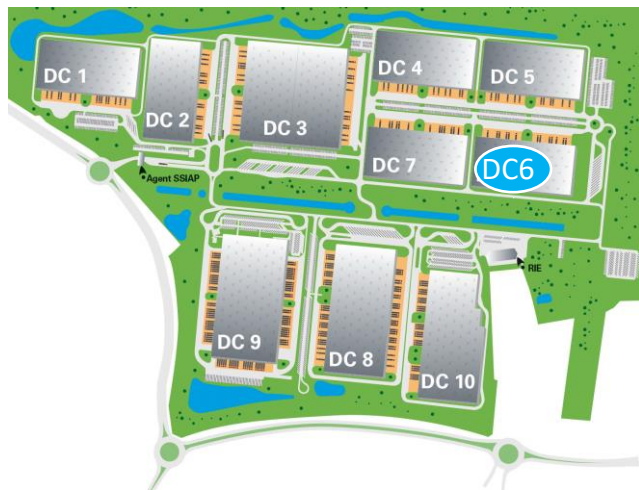 DC 1
DC 2
DC 3
DC 4
DC 5
DC 7
DC6
Agent SSIAP
RIE
DC 9
DC 8
DC 10